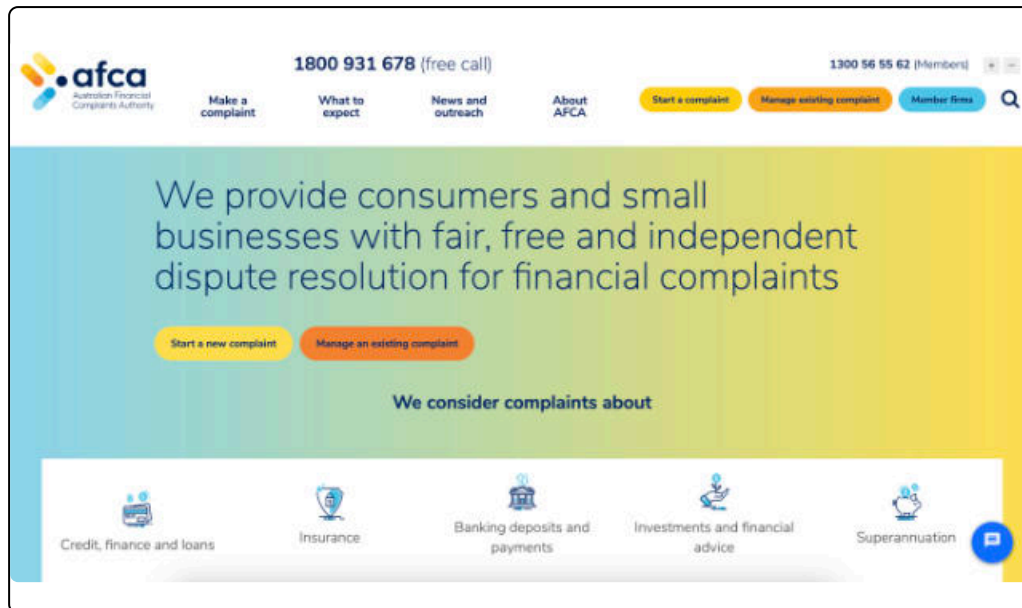 afca
Australian Financial
Complaints Authority
1800 931 678 (free call)
1300 56 55 62 (Members)
+ −
Make a
complaint
What to
expect
News and
outreach
About
AFCA
Start a complaint
Manage existing complaint
Member firms
We provide consumers and small
businesses with fair, free and independent
dispute resolution for financial complaints
Start a new complaint
Manage an existing complaint
We consider complaints about
Credit, finance and loans
Insurance
Banking deposits and
payments
Investments and financial
advice
Superannuation